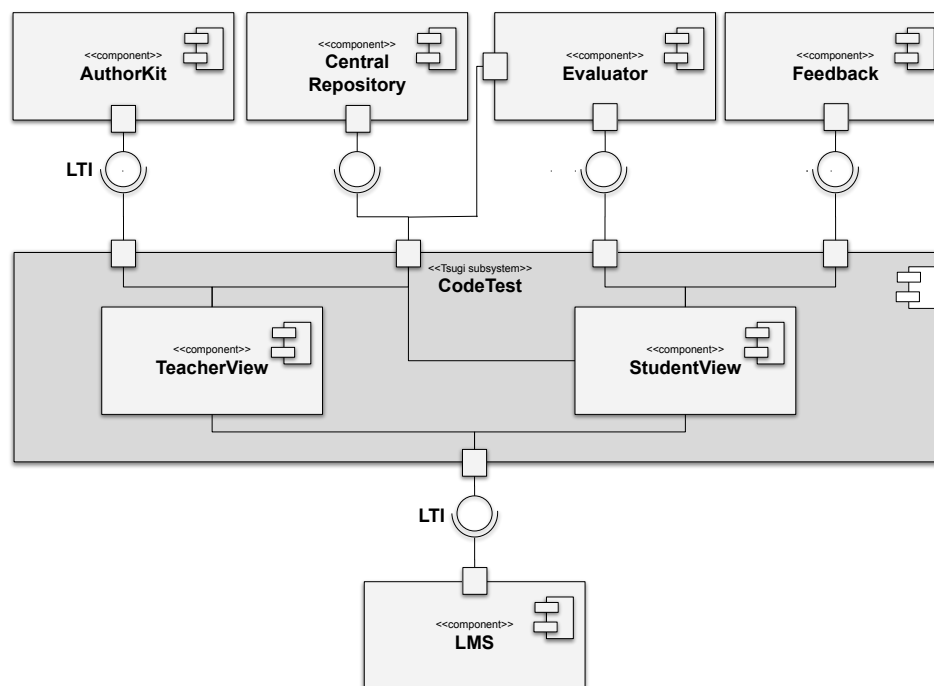 <<component>>
AuthorKit
<<component>>
Central
Repository
<<component>>
Evaluator
<<component>>
Feedback
LTI
<<Tsugi subsystem>>
CodeTest
<<component>>
TeacherView
<<component>>
StudentView
LTI
<<component>>
LMS